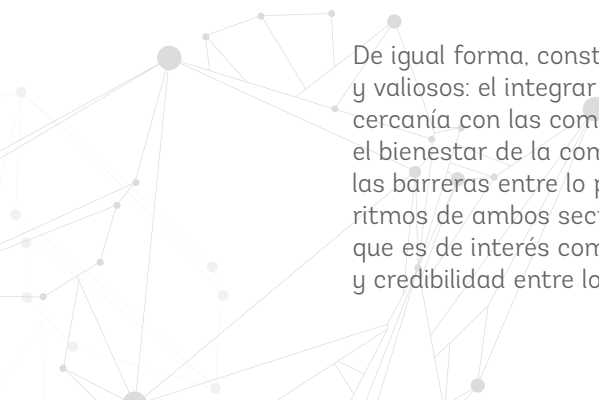 De igual forma, const
y valiosos: el integrar
cercanía con las com
el bienestar de la com
las barreras entre lo p
ritmos de ambos sect
que es de interés com
y credibilidad entre lo